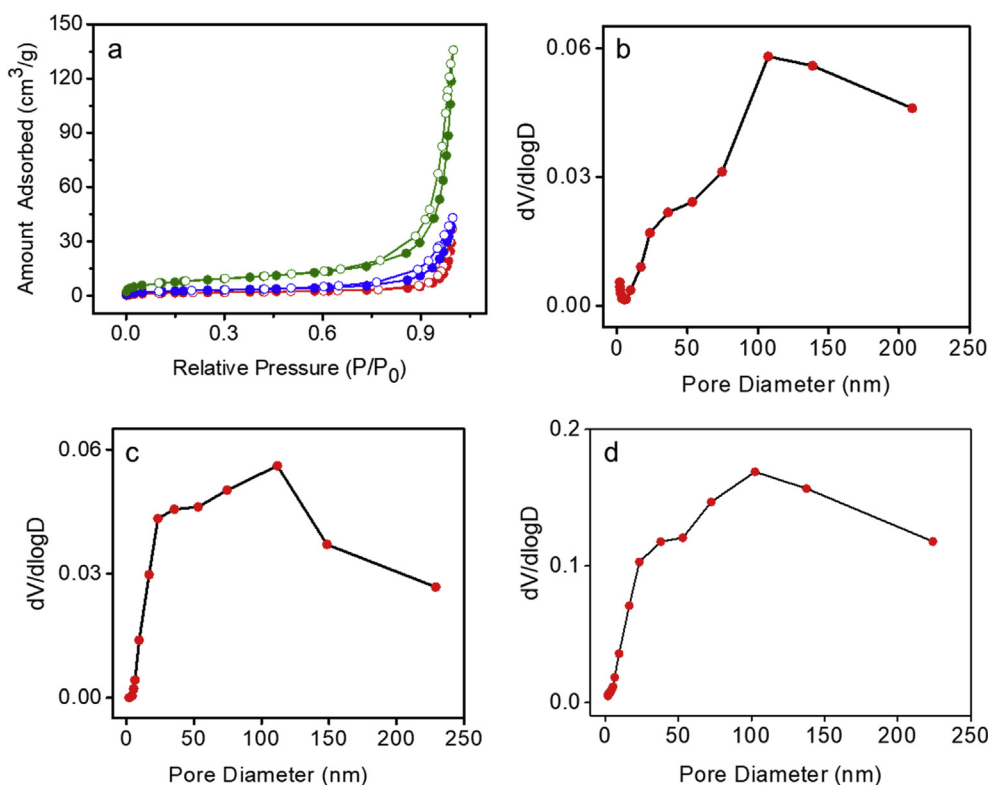 a
150
120
90
60
30
0
Amount Adsorbed (cm³/g)
0.0 0.3 0.6 0.9
Relative Pressure (P/P₀)
b
0.06
0.03
0.00
dV/dlogD
0 50 100 150 200 250
Pore Diameter (nm)
c
0.06
0.03
0.00
dV/dlogD
0 50 100 150 200 250
Pore Diameter (nm)
d
0.2
0.1
0.0
dV/dlogD
0 50 100 150 200 250
Pore Diameter (nm)